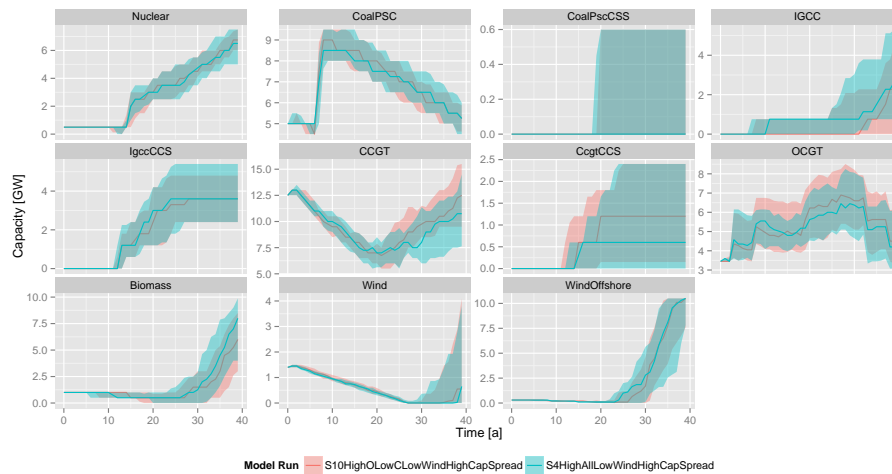 Nuclear CoalPSC CoalPscCSS IGCC
6 4 2 0
9 8 7 6 5
0.6 0.4 0.2 0.0
4 2 0
IgccCCS CCGT CcgtCCS OCGT
4 2 0
15.0 12.5 10.0 7.5 5.0
2.5 2.0 1.5 1.0 0.5 0.0
8 7 6 5 4 3
Capacity [GW]
Biomass Wind WindOffshore
10.0 7.5 5.0 2.5 0.0
4 3 2 1 0
10.0 7.5 5.0 2.5 0.0
0 10 20 30 40 0 10 20 30 40 0 10 20 30 40
Time [a]
Model Run S10HighOLowCLowWindHighCapSpread S4HighAllLowWindHighCapSpread